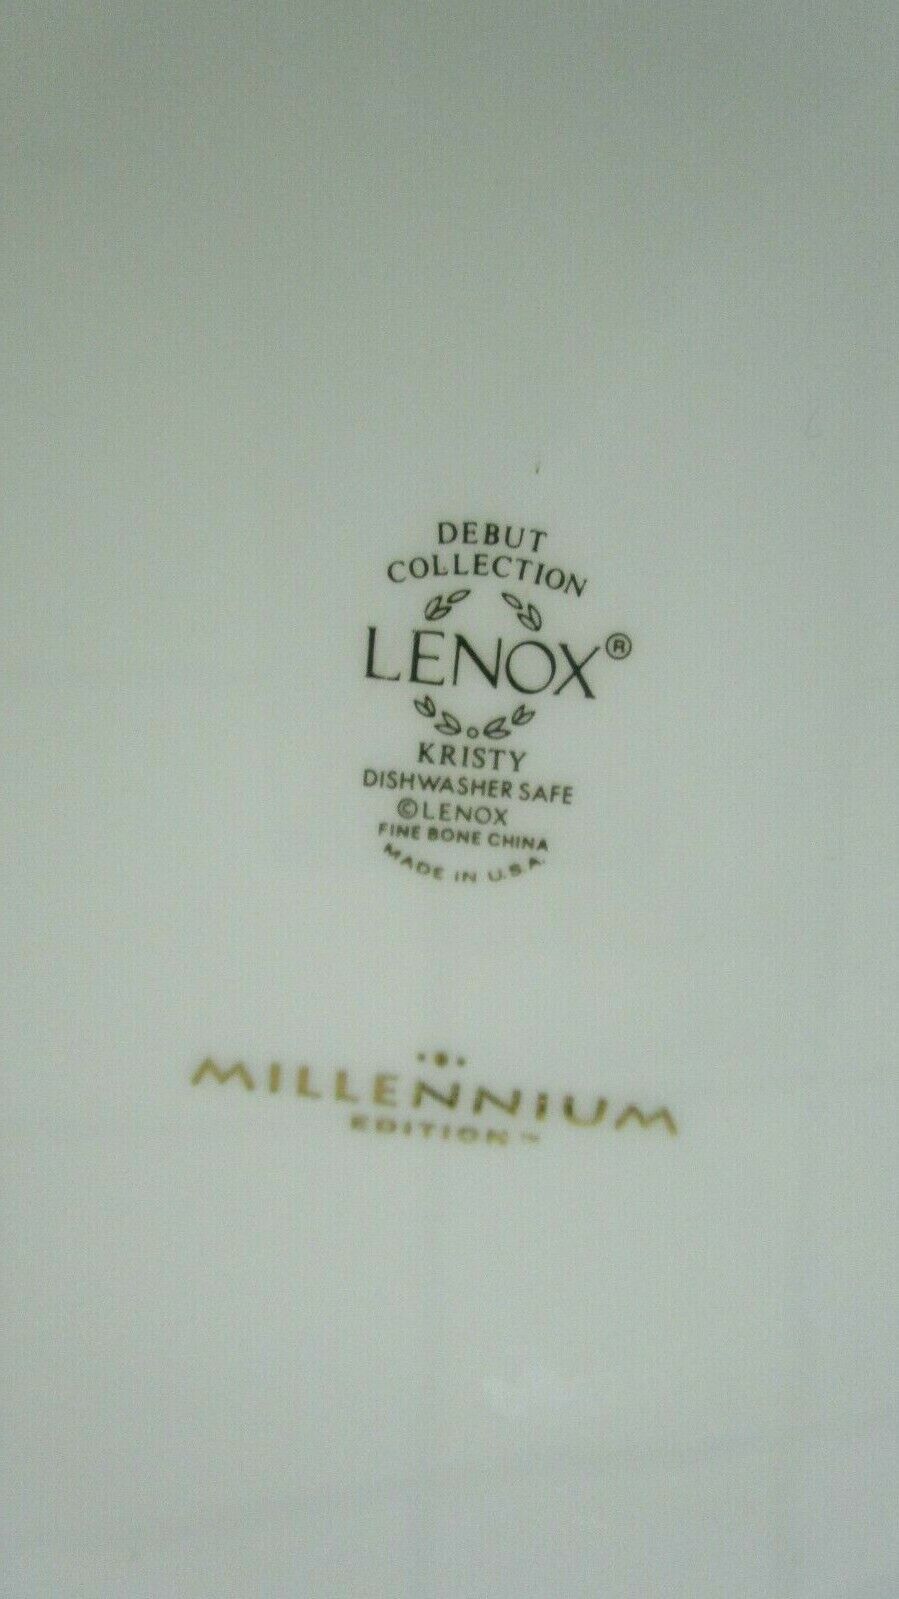 DEBUT
COLLECTION
LENOX®
KRISTY
DISHWASHER SAFE
©LENOX
FINE BONE CHINA
MADE IN U.S.A.
MILLENNIUM
EDITION™